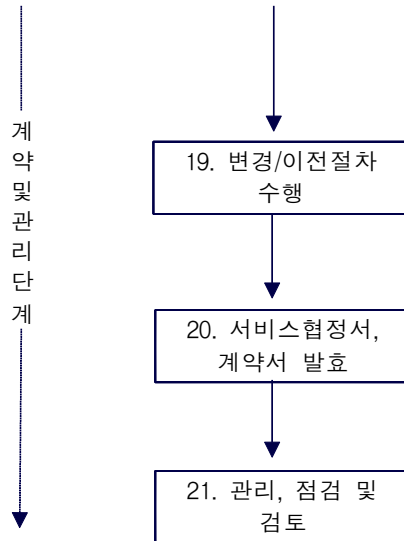 계
약
및
관
리
단
계
19. 변경/이전절차
수행
20. 서비스협정서,
계약서 발효
21. 관리, 점검 및
검토